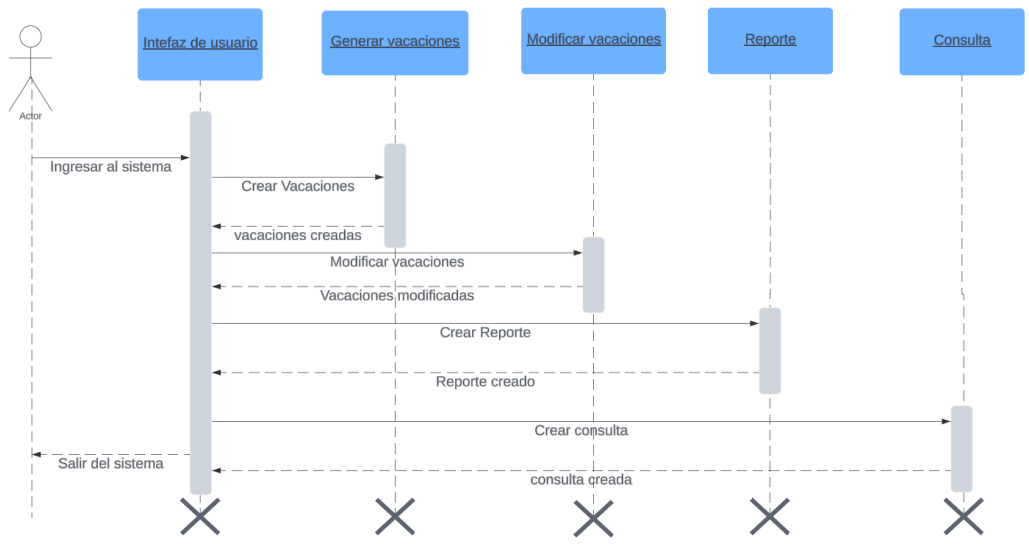 Intefaz de usuario
Generar vacaciones
Modificar vacaciones
Reporte
Consulta
Actor
Ingresar al sistema
Crear Vacaciones
vacaciones creadas
Modificar vacaciones
Vacaciones modificadas
Crear Reporte
Reporte creado
Crear consulta
Salir del sistema
consulta creada